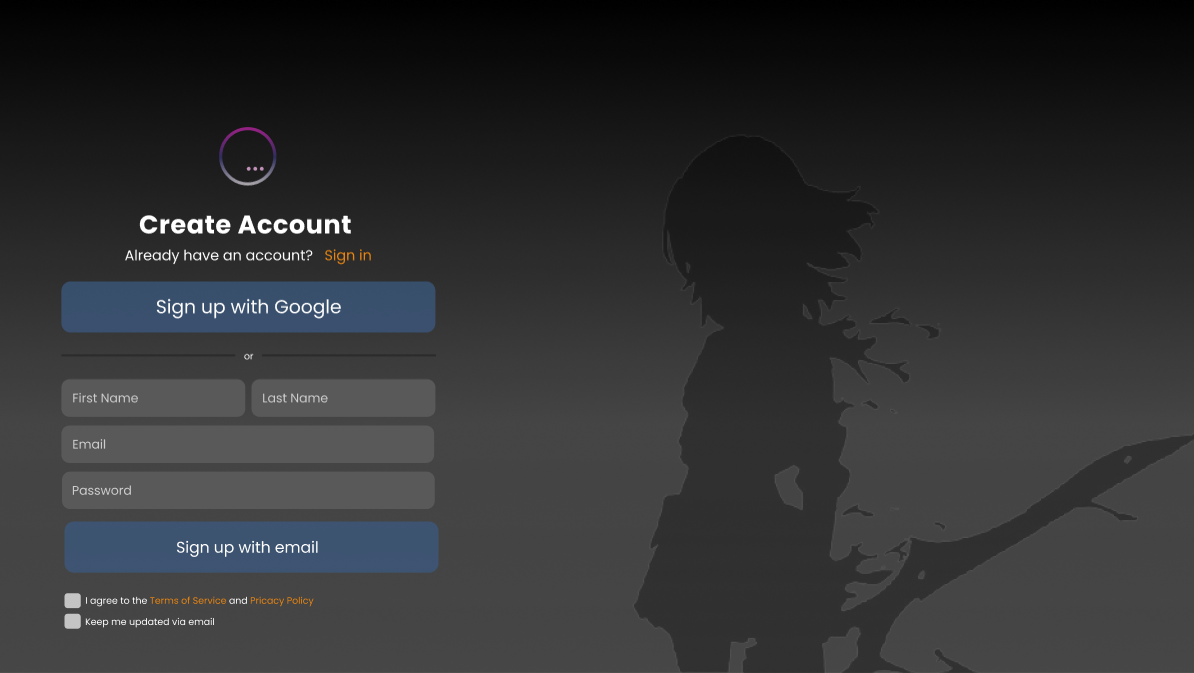 Create Account
Already have an account? Sign in
Sign up with Google
or
First Name Last Name
Email
Password
Sign up with email
I agree to the Terms of Service and Pricacy Policy
Keep me updated via email